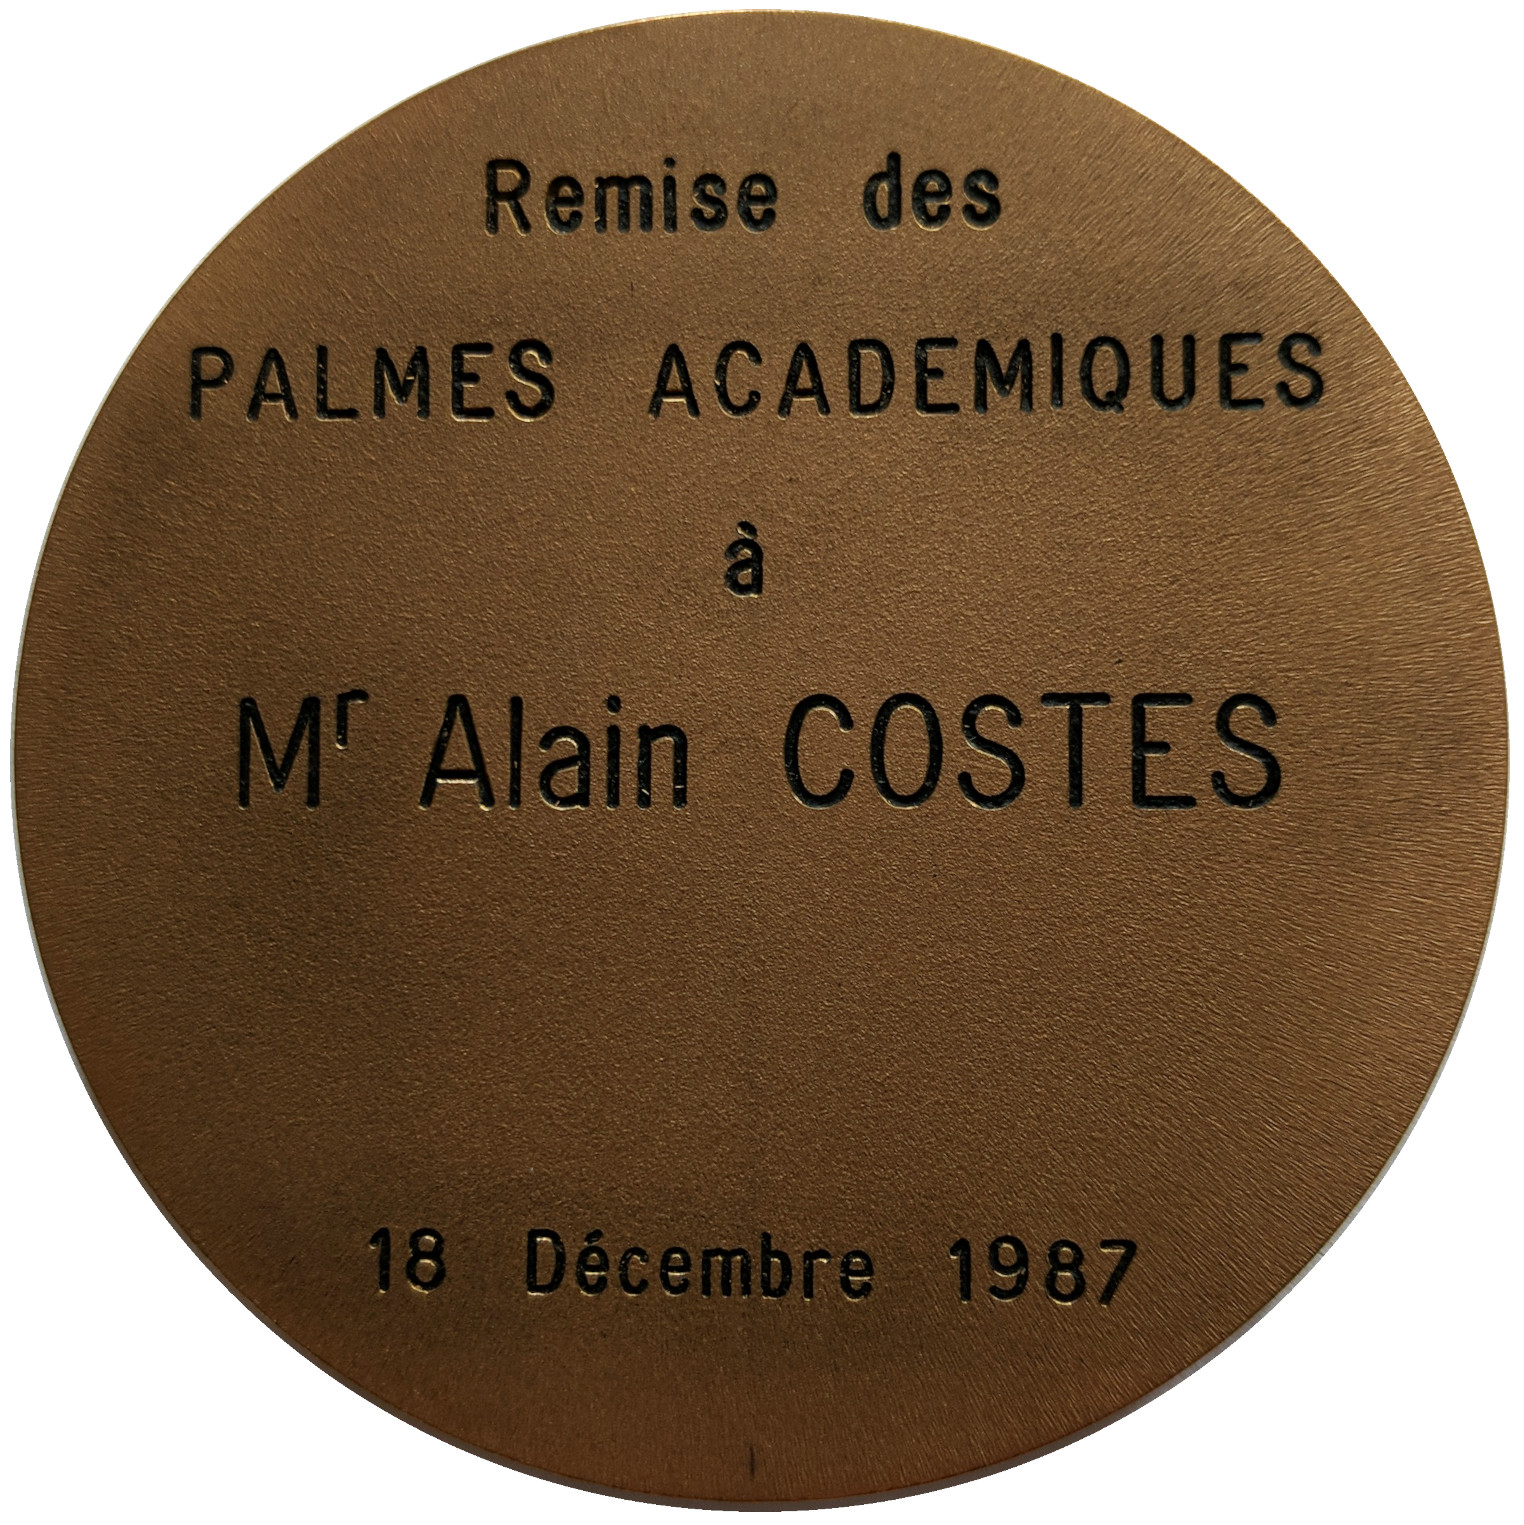 Remise des
PALMES ACADEMIQUES
à
Mr Alain COSTES
18 Décembre 1987